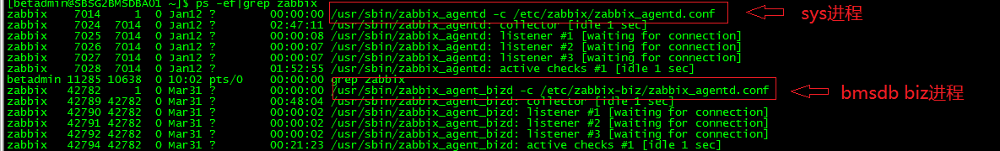 [betadmin@SBSG2BMSDBA01 ~]$ ps -ef|grep zabbix
zabbix 7014 1 0 Jan12 ? 00:00:00 /usr/sbin/zabbix_agentd -c /etc/zabbix/zabbix_agentd.conf sys进程
zabbix 7024 7014 0 Jan12 ? 02:47:11 /usr/sbin/zabbix_agentd: collector [idle 1 sec]
zabbix 7025 7014 0 Jan12 ? 00:00:08 /usr/sbin/zabbix_agentd: listener #1 [waiting for connection]
zabbix 7026 7014 0 Jan12 ? 00:00:07 /usr/sbin/zabbix_agentd: listener #2 [waiting for connection]
zabbix 7027 7014 0 Jan12 ? 00:00:07 /usr/sbin/zabbix_agentd: listener #3 [waiting for connection]
zabbix 7028 7014 0 Jan12 ? 01:52:55 /usr/sbin/zabbix_agentd: active checks #1 [idle 1 sec]
betadmin 11285 10638 0 10:02 pts/0 00:00:00 grep zabbix
zabbix 42782 1 0 Mar31 ? 00:00:00 /usr/sbin/zabbix_agent_bizd -c /etc/zabbix-biz/zabbix_agentd.conf bmsdb biz进程
zabbix 42789 42782 0 Mar31 ? 00:48:04 /usr/sbin/zabbix_agent_bizd: collector [idle 1 sec]
zabbix 42790 42782 0 Mar31 ? 00:00:02 /usr/sbin/zabbix_agent_bizd: listener #1 [waiting for connection]
zabbix 42791 42782 0 Mar31 ? 00:00:02 /usr/sbin/zabbix_agent_bizd: listener #2 [waiting for connection]
zabbix 42792 42782 0 Mar31 ? 00:00:02 /usr/sbin/zabbix_agent_bizd: listener #3 [waiting for connection]
zabbix 42794 42782 0 Mar31 ? 00:21:23 /usr/sbin/zabbix_agent_bizd: active checks #1 [idle 1 sec]